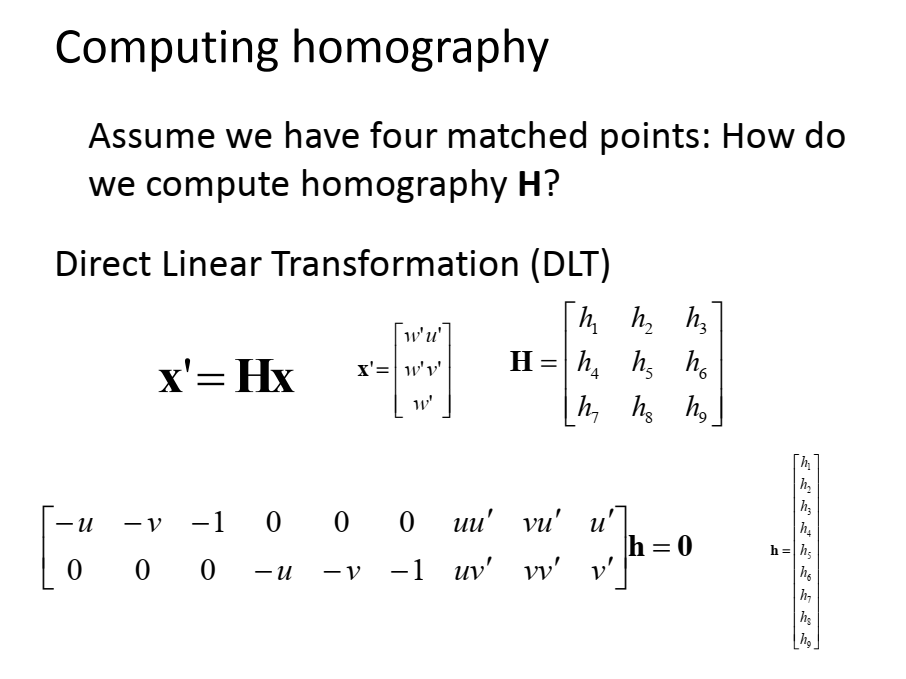 Computing homography
Assume we have four matched points: How do
we compute homography H?
Direct Linear Transformation (DLT)
x'= Hx
x'= [w'u' w'v' w']
H = [h₁ h₂ h₃
h₄ h₅ h₆
h₇ h₈ h₉]
[−u −v −1 0 0 0 uu′ vu′ u′
0 0 0 −u −v −1 uv′ vv′ v′] h = 0
h = [h₁ h₂ h₃ h₄ h₅ h₆ h₇ h₈ h₉]